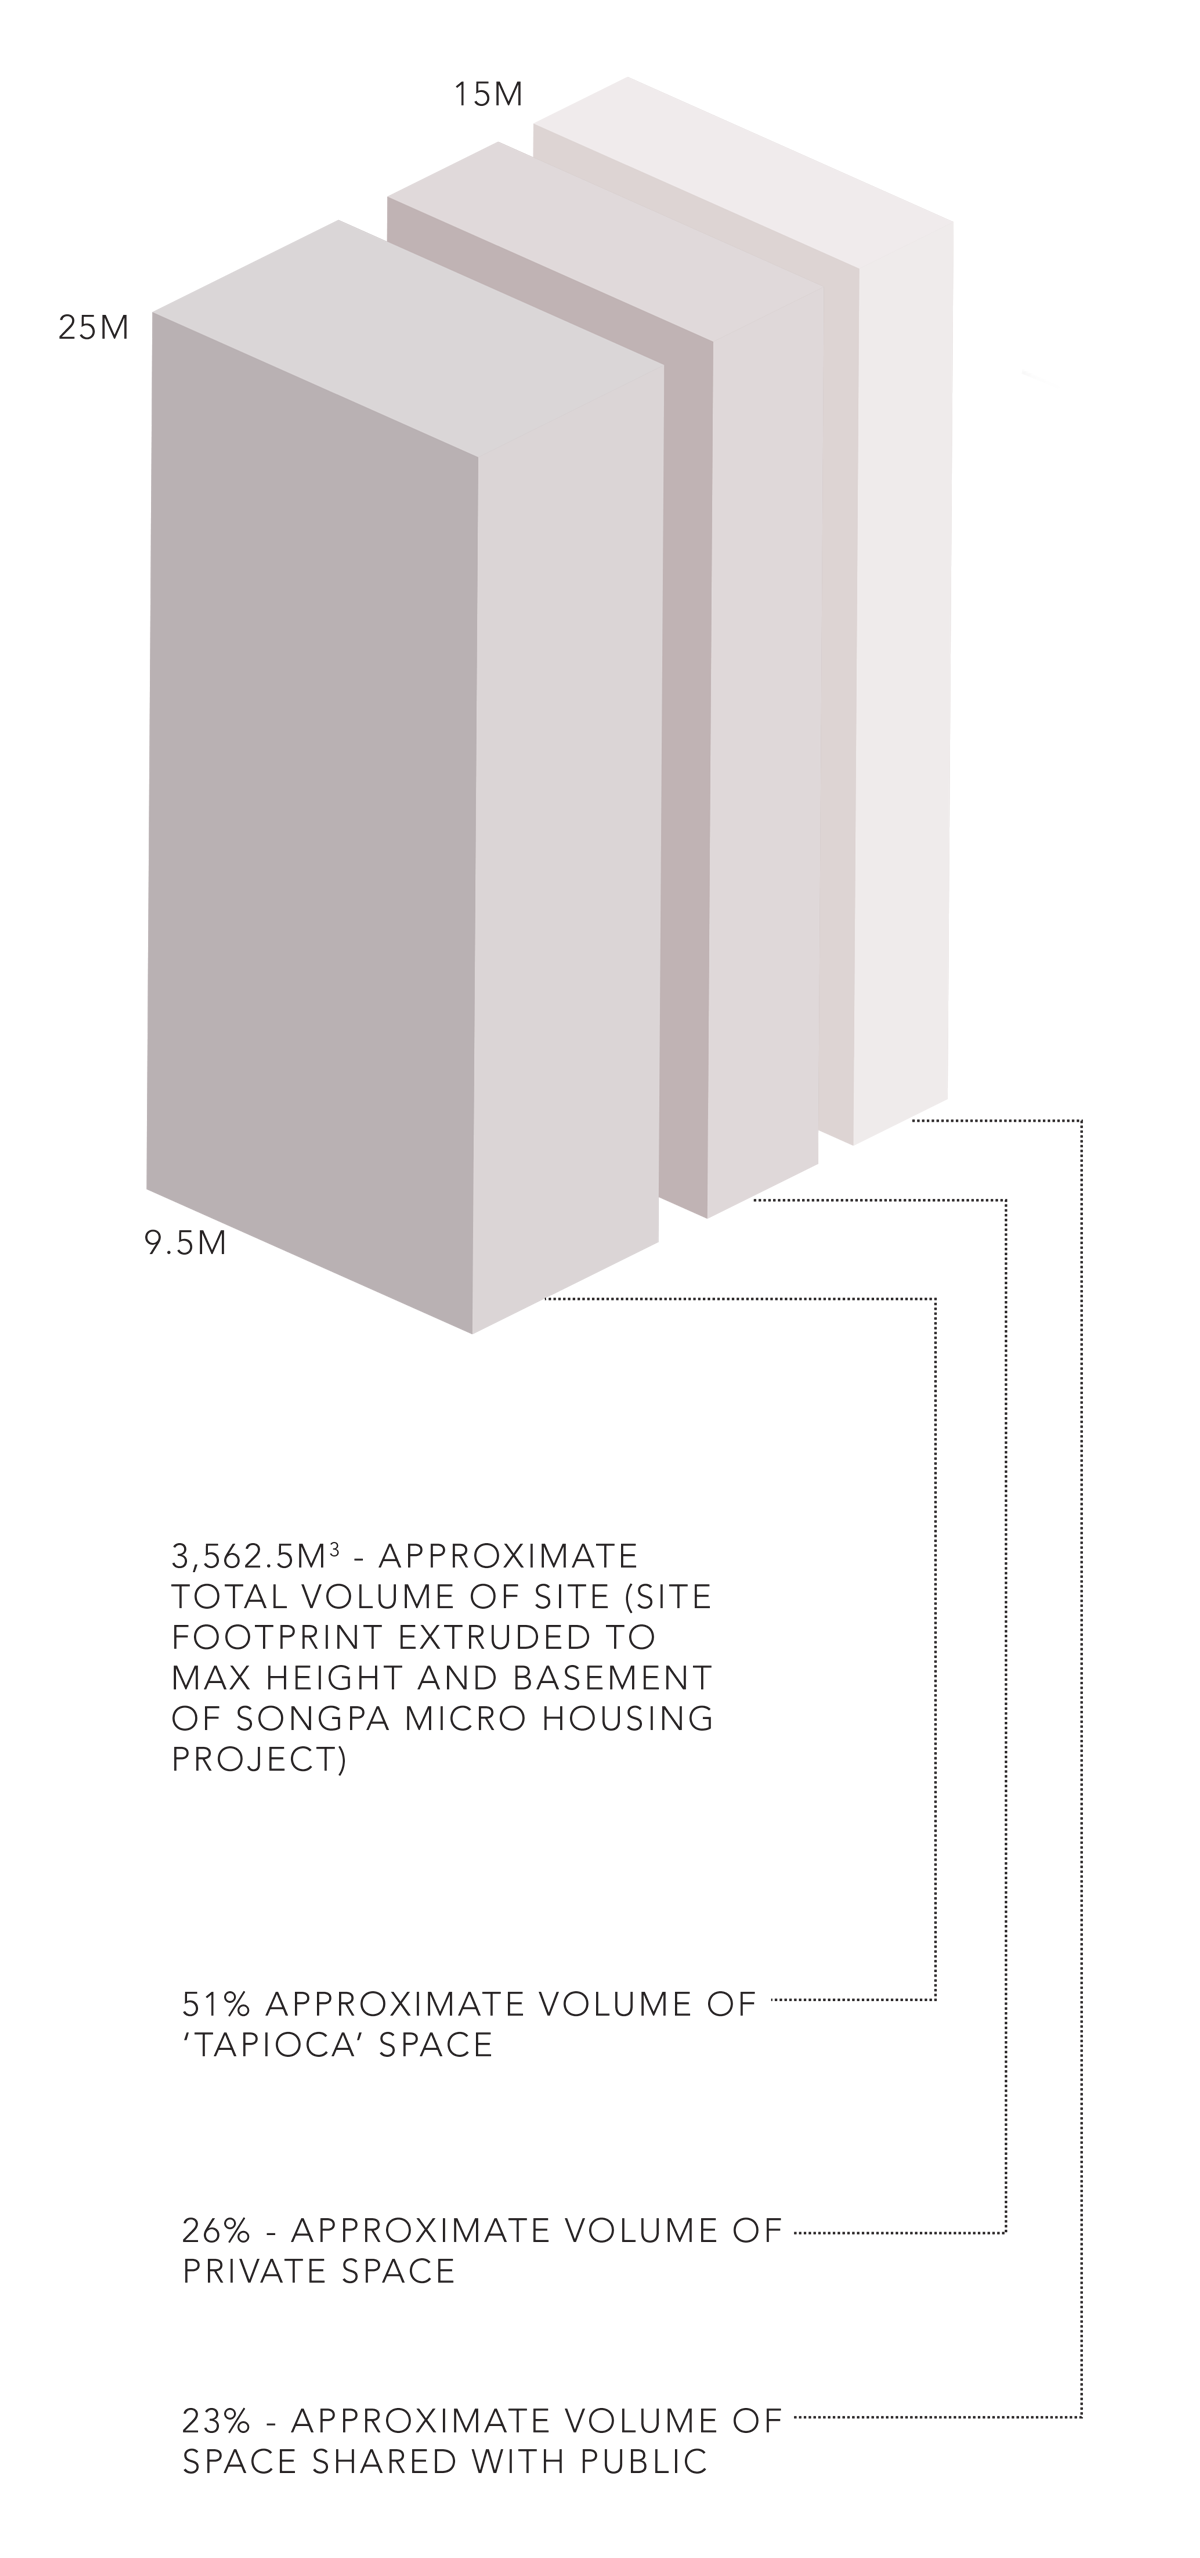 15M
25M
9.5M
3,562.5M³ - APPROXIMATE
TOTAL VOLUME OF SITE (SITE
FOOTPRINT EXTRUDED TO
MAX HEIGHT AND BASEMENT
OF SONGPA MICRO HOUSING
PROJECT)
51% APPROXIMATE VOLUME OF
‘TAPIOCA’ SPACE
26% - APPROXIMATE VOLUME OF
PRIVATE SPACE
23% - APPROXIMATE VOLUME OF
SPACE SHARED WITH PUBLIC